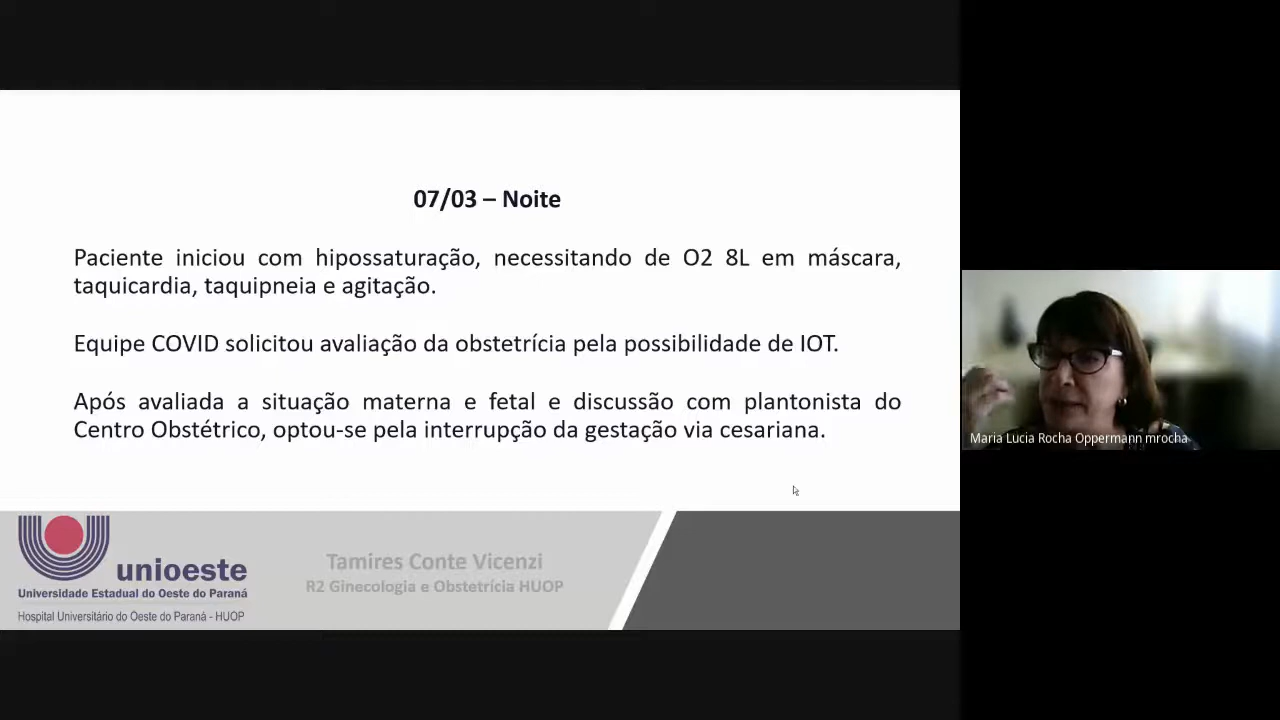 07/03 – Noite
Paciente iniciou com hipossaturação, necessitando de O2 8L em máscara,
taquicardia, taquipneia e agitação.
Equipe COVID solicitou avaliação da obstetrícia pela possibilidade de IOT.
Após avaliada a situação materna e fetal e discussão com plantonista do
Centro Obstétrico, optou-se pela interrupção da gestação via cesariana.
Maria Lucia Rocha Oppermann mrocha
unioeste
Universidade Estadual do Oeste do Paraná
Hospital Universitário do Oeste do Paraná - HUOP
Tamires Conte Vicenzi
R2 Ginecologia e Obstetrícia HUOP